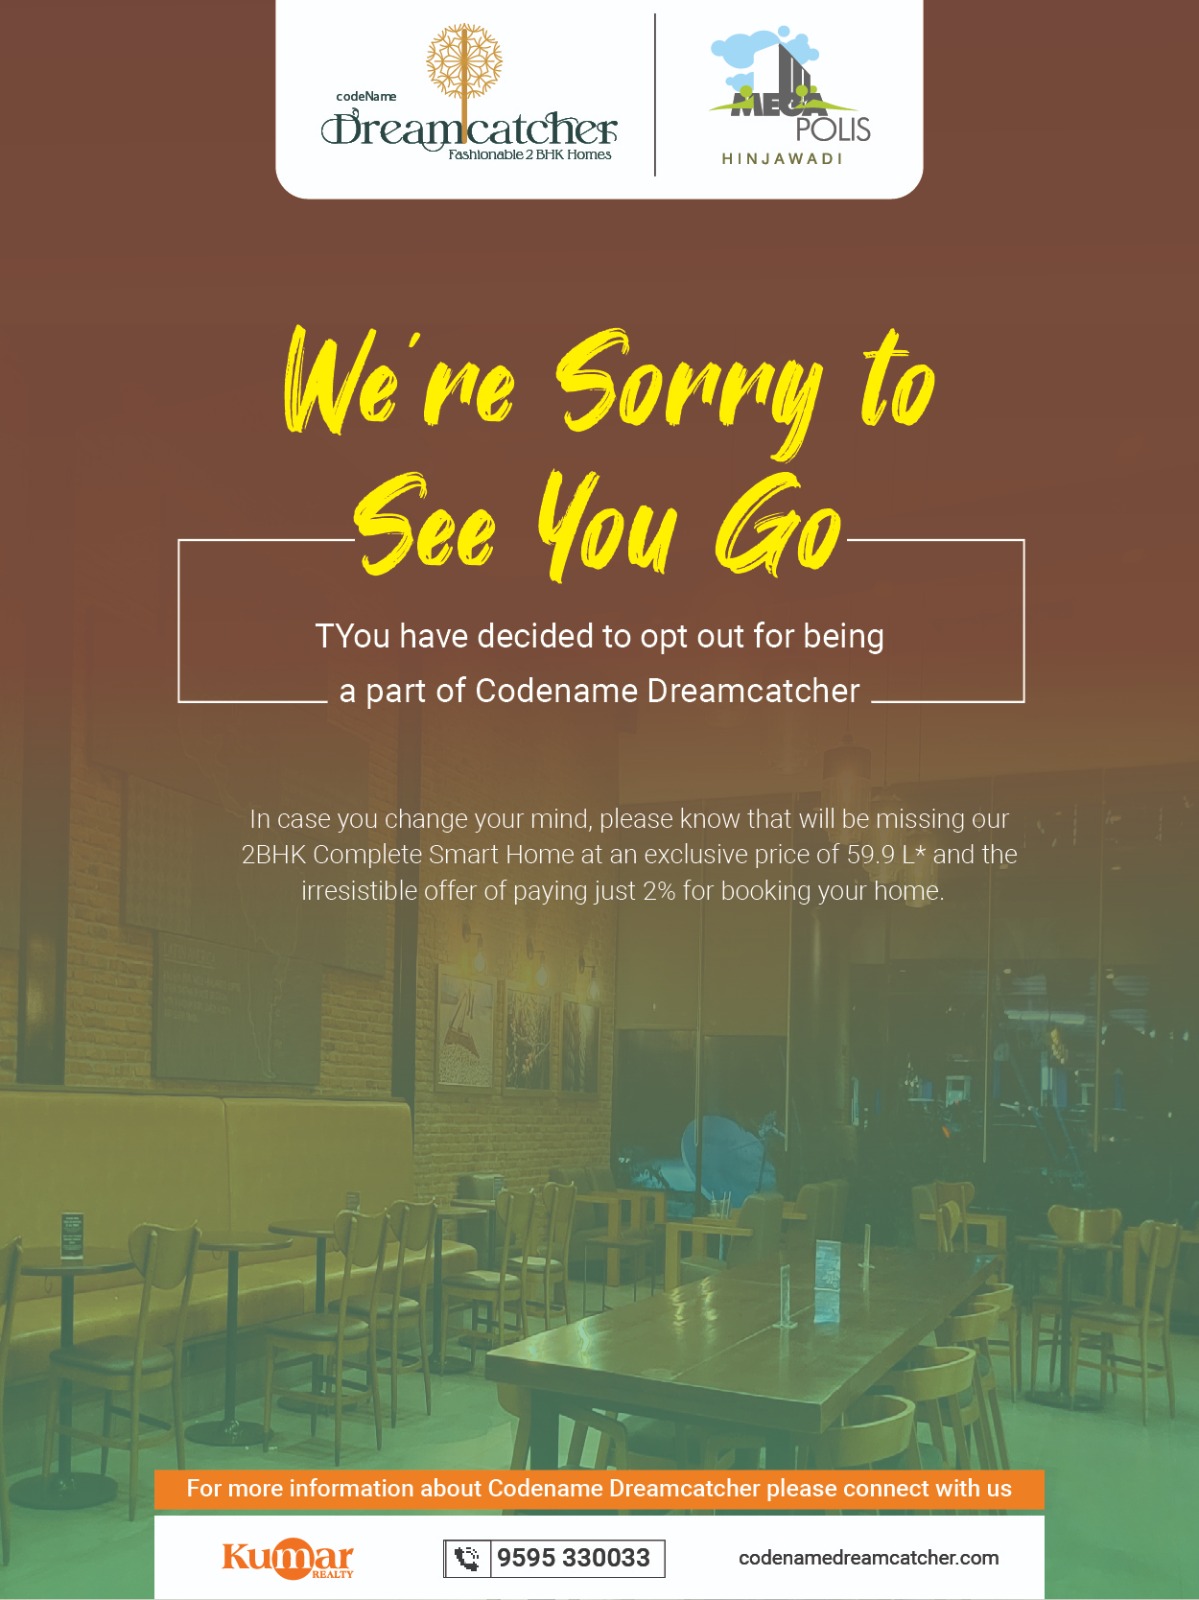 codeName
Dreamcatcher
Fashionable 2 BHK Homes
MEGA
POLIS
HINJAWADI
We're Sorry to
See You Go
TYou have decided to opt out for being
a part of Codename Dreamcatcher
In case you change your mind, please know that will be missing our
2BHK Complete Smart Home at an exclusive price of 59.9 L* and the
irresistible offer of paying just 2% for booking your home.
For more information about Codename Dreamcatcher please connect with us
Kumar
REALTY
9595 330033
codenamedreamcatcher.com